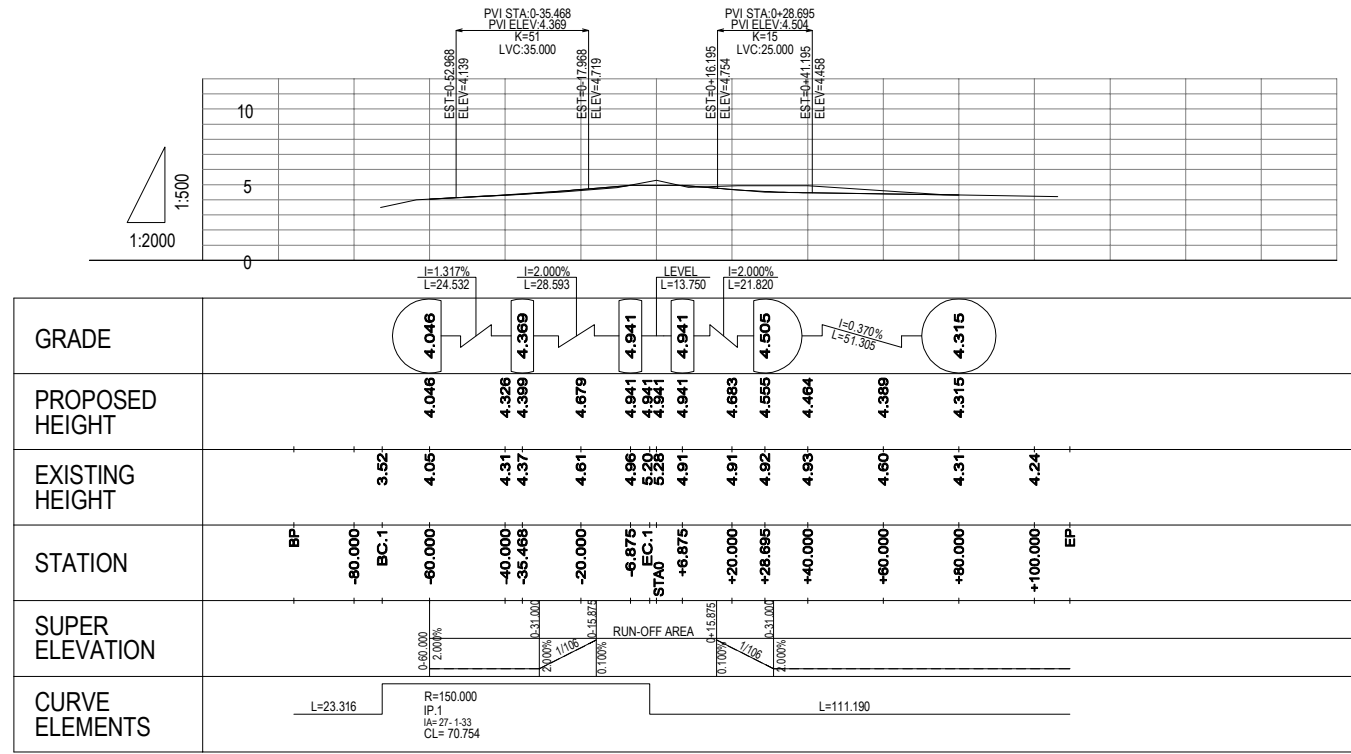 PVI STA:0-35.468
PVI ELEV:4.369
K=51
LVC:35.000
PVI STA:0+28.695
PVI ELEV:4.504
K=15
LVC:25.000
EST=0-52.968
ELEV=4.139
EST=0-17.968
ELEV=4.719
EST=0+16.195
ELEV=4.754
EST=0+41.195
ELEV=4.458
10
5
0
1:500
1:2000
I=1.317%
L=24.532
I=2.000%
L=28.593
LEVEL
L=13.750
I=2.000%
L=21.820
I=0.370%
L=51.305
GRADE
4.046
4.369
4.941
4.941
4.505
4.315
PROPOSED
HEIGHT
4.046
4.326
4.399
4.679
4.941
4.941
4.941
4.941
4.683
4.555
4.464
4.389
4.315
EXISTING
HEIGHT
3.52
4.05
4.31
4.37
4.61
4.96
5.20
5.28
4.91
4.91
4.92
4.93
4.60
4.31
4.24
STATION
BP
-80.000
BC.1
-60.000
-40.000
-35.468
-20.000
-6.875
EC.1
STA0
+6.875
+20.000
+28.695
+40.000
+60.000
+80.000
+100.000
EP
SUPER
ELEVATION
0-60.000
2.000%
0-31.000
2.000%
1/106
0-15.875
0.100%
RUN-OFF AREA
0+15.875
0.100%
1/106
0-31.000
2.000%
CURVE
ELEMENTS
L=23.316
R=150.000
IP.1
IA= 27- 1-33
CL= 70.754
L=111.190